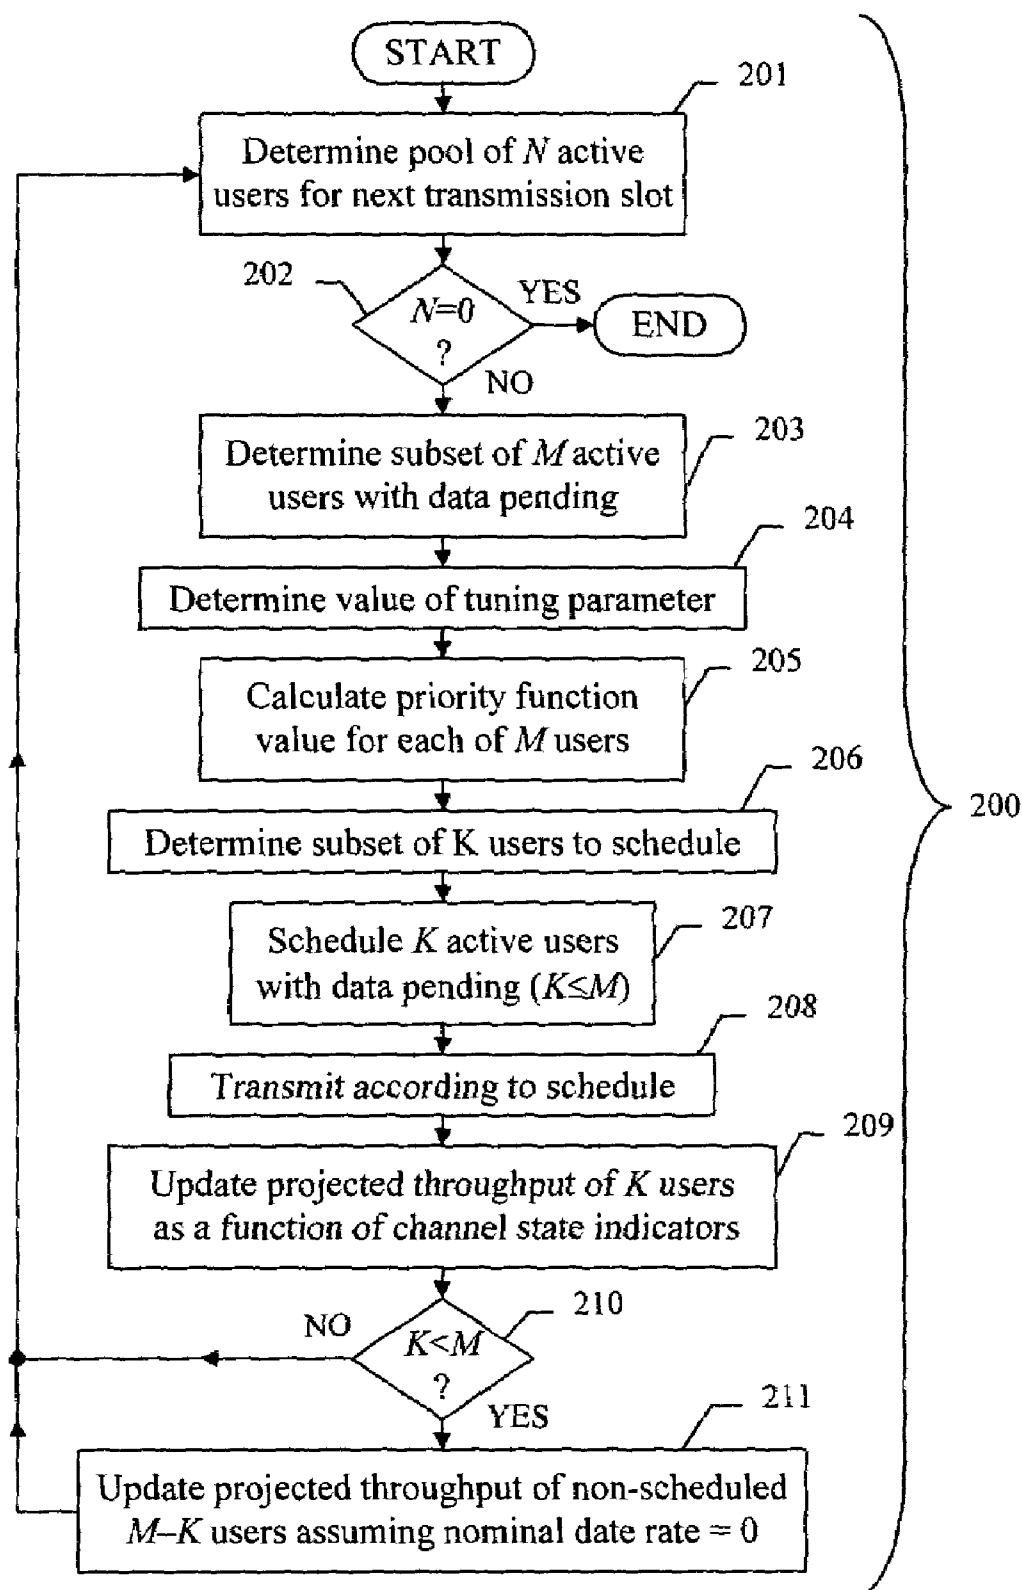 START
201
Determine pool of N active
users for next transmission slot
202
N=0
?
YES
END
NO
203
Determine subset of M active
users with data pending
204
Determine value of tuning parameter
205
Calculate priority function
value for each of M users
206
Determine subset of K users to schedule
200
207
Schedule K active users
with data pending (K≤M)
208
Transmit according to schedule
209
Update projected throughput of K users
as a function of channel state indicators
210
NO
K<M
?
YES
211
Update projected throughput of non-scheduled
M–K users assuming nominal date rate = 0